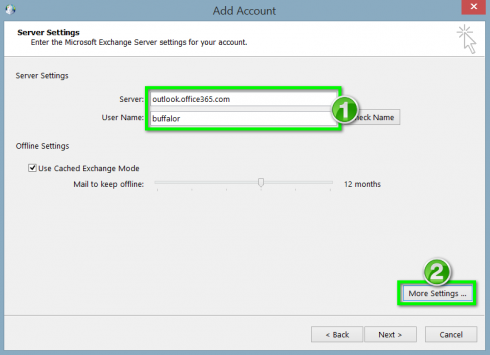 Add Account
Server Settings
Enter the Microsoft Exchange Server settings for your account.
Server Settings
Server: outlook.office365.com
1
User Name: buffalor
eck Name
Offline Settings
Use Cached Exchange Mode
Mail to keep offline: 12 months
2
More Settings ...
< Back Next > Cancel